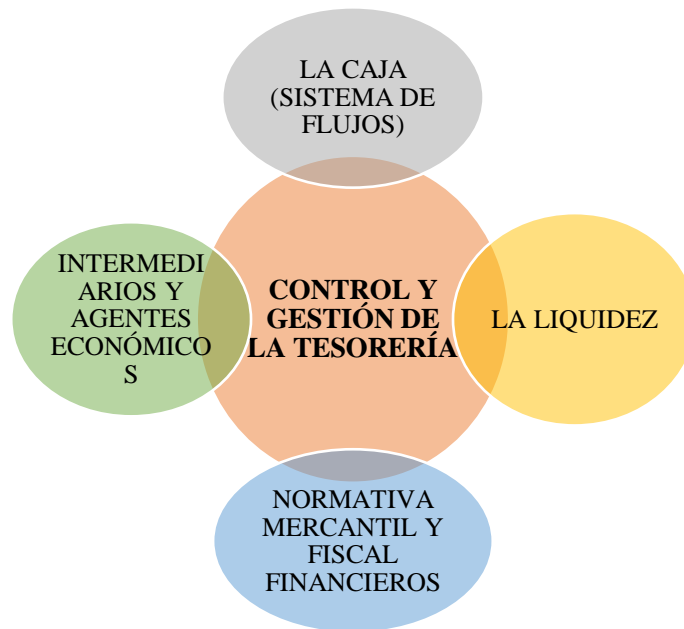 LA CAJA
(SISTEMA DE
FLUJOS)
INTERMEDI
ARIOS Y
AGENTES
ECONÓMICO
S
CONTROL Y
GESTIÓN DE
LA TESORERÍA
LA LIQUIDEZ
NORMATIVA
MERCANTIL Y
FISCAL
FINANCIEROS